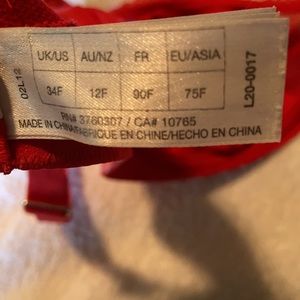 02L12
UK/US AU/NZ FR EU/ASIA
34F 12F 90F 75F
L20-0017
RN# 3760307 / CA# 10765
MADE IN CHINA/FABRIQUE EN CHINE/HECHO EN CHINA